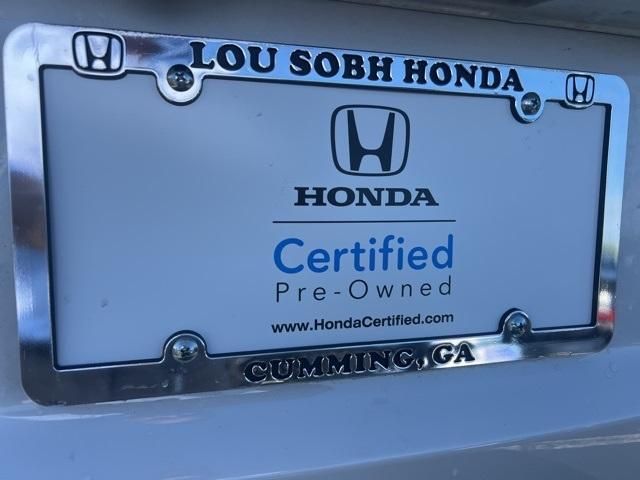 LOU SOBH HONDA
HONDA
Certified
Pre-Owned
www.HondaCertified.com
CUMMING, GA